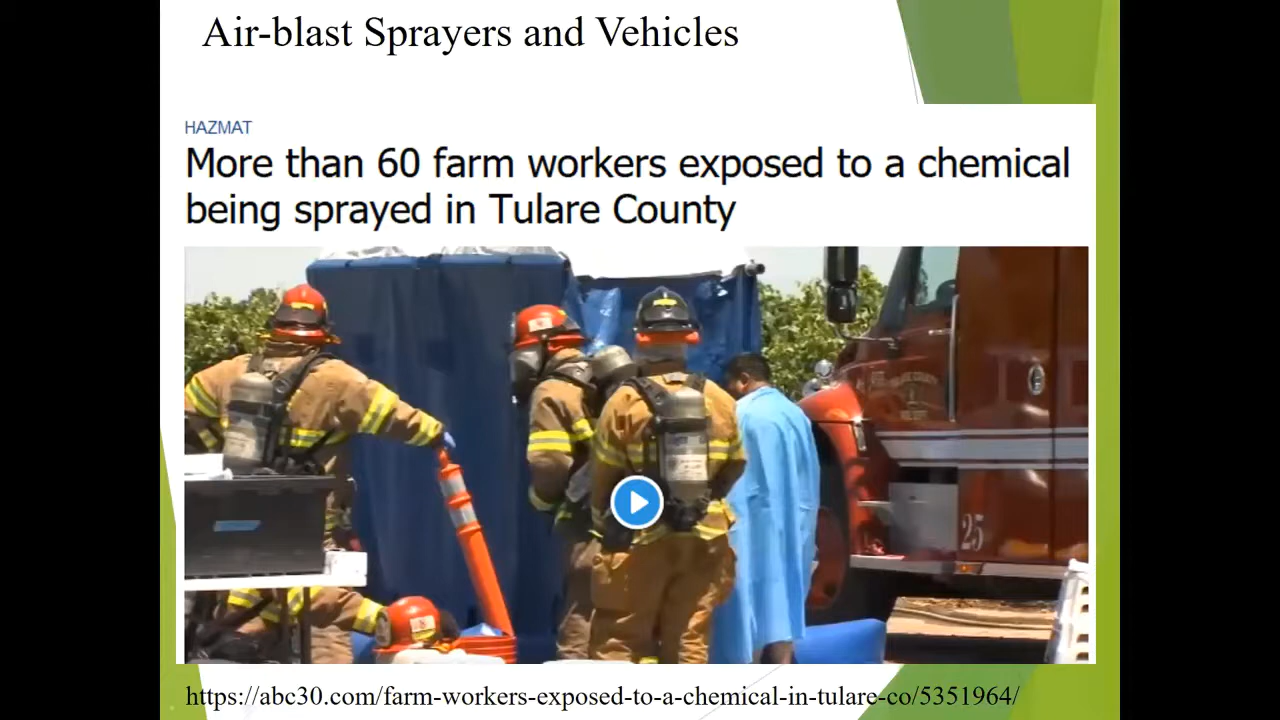 Air-blast Sprayers and Vehicles
HAZMAT
More than 60 farm workers exposed to a chemical
being sprayed in Tulare County
25
https://abc30.com/farm-workers-exposed-to-a-chemical-in-tulare-co/5351964/